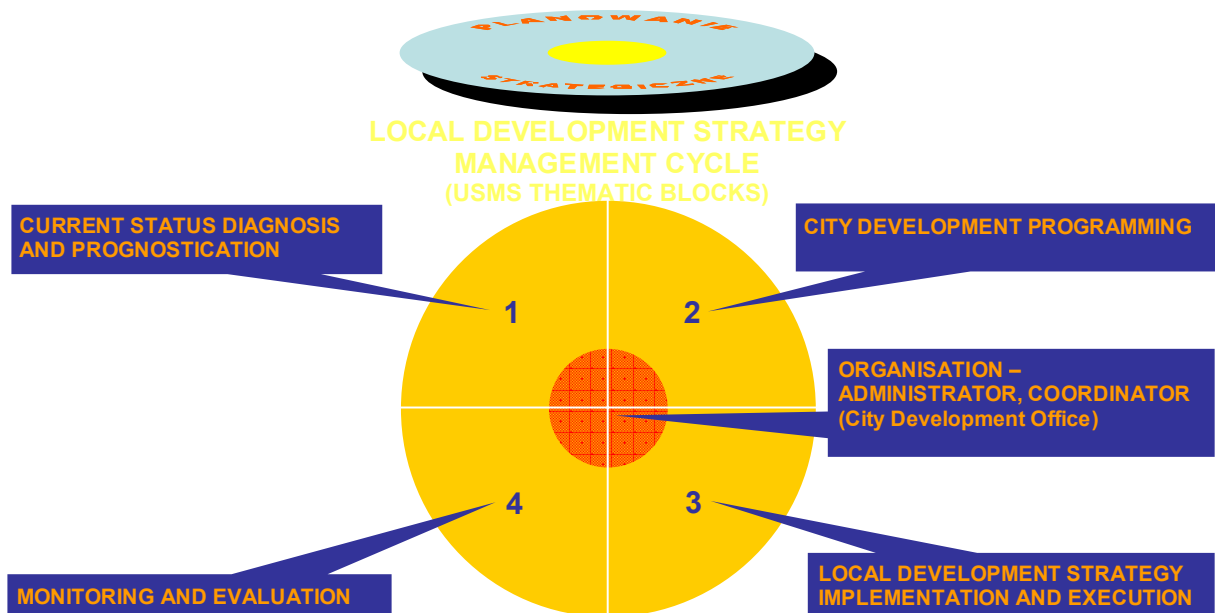 PLANOWANIE
STRATEGICZNE
LOCAL DEVELOPMENT STRATEGY
MANAGEMENT CYCLE
(USMS THEMATIC BLOCKS)
CURRENT STATUS DIAGNOSIS
AND PROGNOSTICATION
CITY DEVELOPMENT PROGRAMMING
1
2
ORGANISATION –
ADMINISTRATOR, COORDINATOR
(City Development Office)
4
3
MONITORING AND EVALUATION
LOCAL DEVELOPMENT STRATEGY
IMPLEMENTATION AND EXECUTION